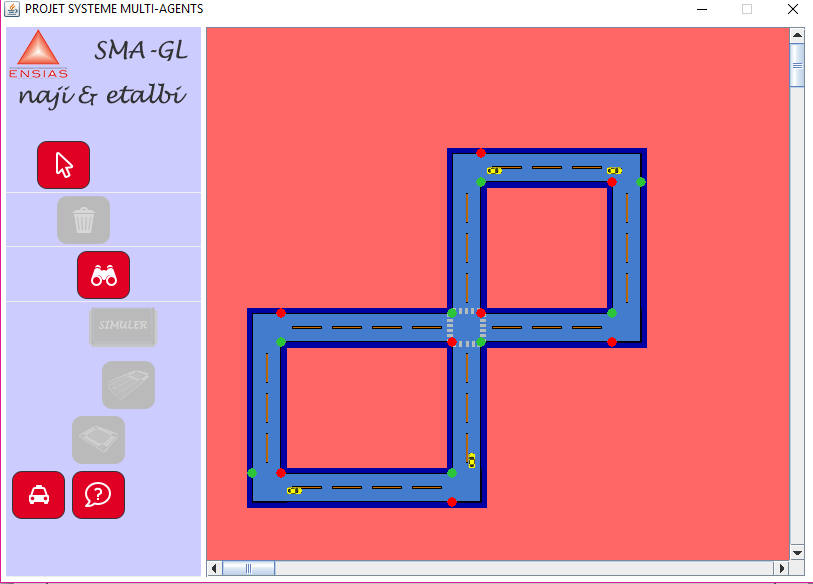 PROJET SYSTEME MULTI-AGENTS
SMA-GL
ENSIAS
naji & etalbi
SIMULER
?